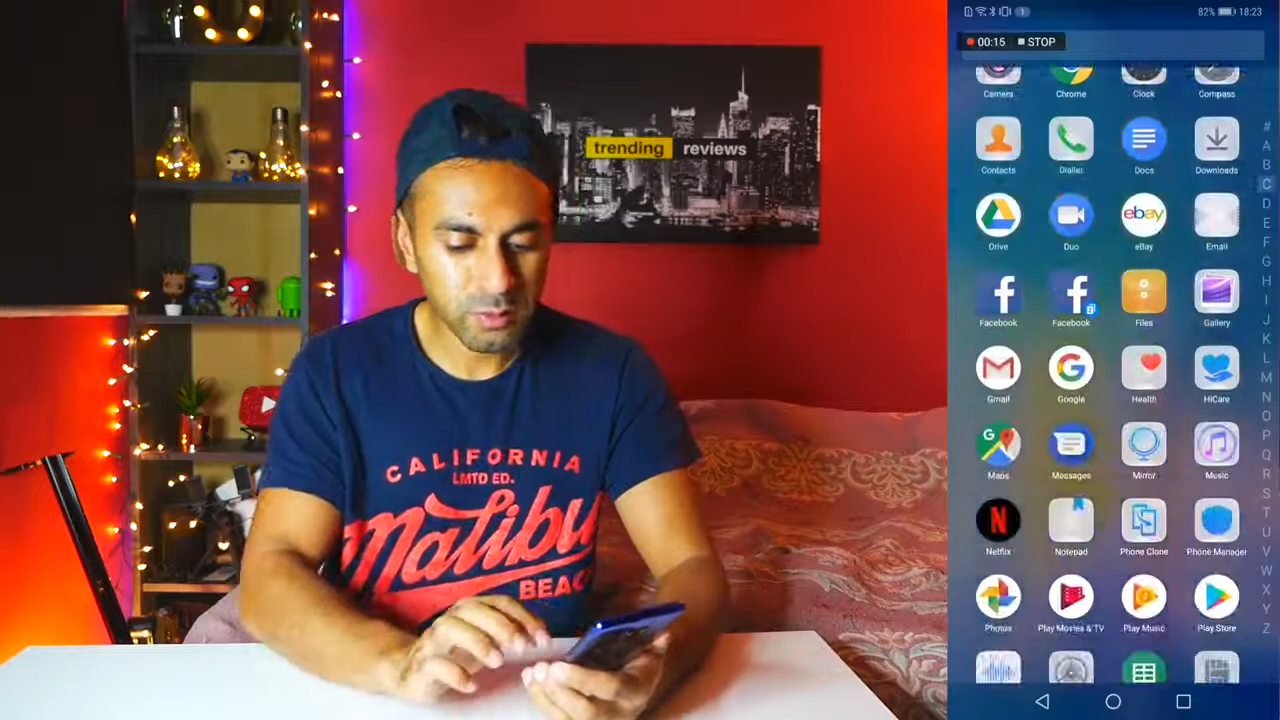 trending reviews
CALIFORNIA
LMTD ED.
Malibu
BEAC
1
82% 18:23
00:15 STOP
Camera Chrome Clock Compass
Contacts Dialler Docs Downloads
ebay
Drive Duo eBay Email
Facebook Facebook Files Gallery
Gmail Google Health HiCare
G
Maps Messages Mirror Music
N
Netflix Notepad Phone Clone Phone Manager
Photos Play Movies & TV Play Music Play Store
#
A
B
C
D
E
F
G
H
I
J
K
L
M
N
O
P
Q
R
S
T
U
V
W
X
Y
Z